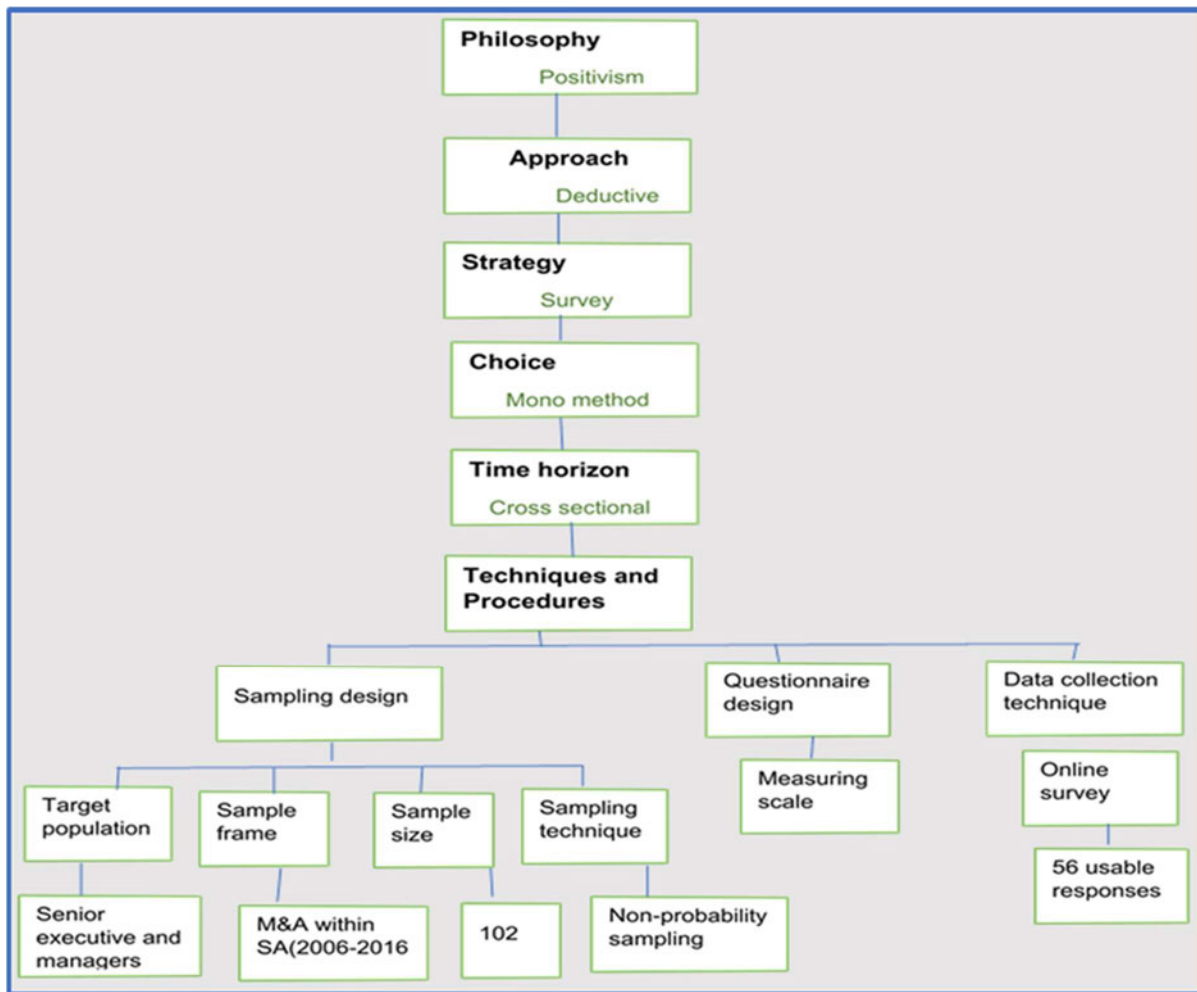 Philosophy
Positivism
Approach
Deductive
Strategy
Survey
Choice
Mono method
Time horizon
Cross sectional
Techniques and
Procedures
Sampling design
Questionnaire
design
Data collection
technique
Target
population
Sample
frame
Sample
size
Sampling
technique
Measuring
scale
Online
survey
Senior
executive and
managers
M&A within
SA(2006-2016
102
Non-probability
sampling
56 usable
responses